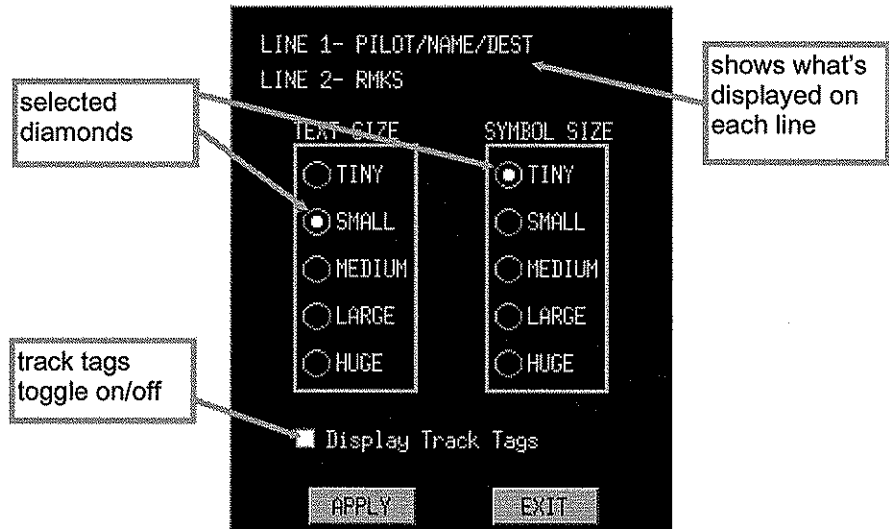 LINE 1- PILOT/NAME/DEST
LINE 2- RMKS
shows what's
displayed on
each line
selected
diamonds
TEXT SIZE
SYMBOL SIZE
TINY
SMALL
MEDIUM
LARGE
HUGE
TINY
SMALL
MEDIUM
LARGE
HUGE
track tags
toggle on/off
Display Track Tags
APPLY
EXIT